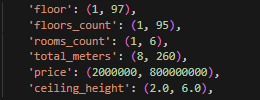 'floor': (1, 97),
'floors_count': (1, 95),
'rooms_count': (1, 6),
'total_meters': (8, 260),
'price': (2000000, 800000000),
'ceiling_height': (2.0, 6.0),